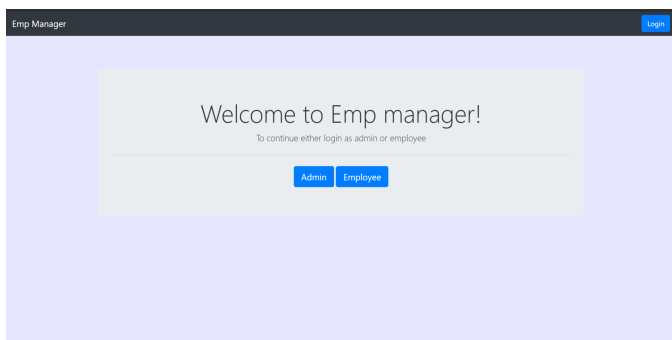 Emp Manager
Login
Welcome to Emp manager!
To continue either login as admin or employee
Admin Employee